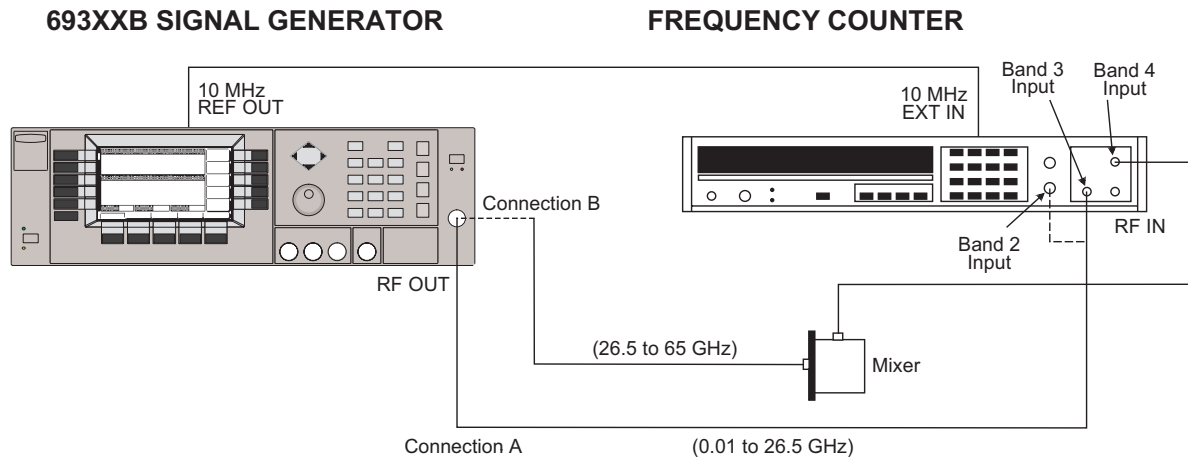 693XXB SIGNAL GENERATOR
FREQUENCY COUNTER
10 MHz
REF OUT
10 MHz
EXT IN
Band 3
Input
Band 4
Input
Connection B
Band 2
Input
RF IN
RF OUT
(26.5 to 65 GHz)
Mixer
Connection A
(0.01 to 26.5 GHz)